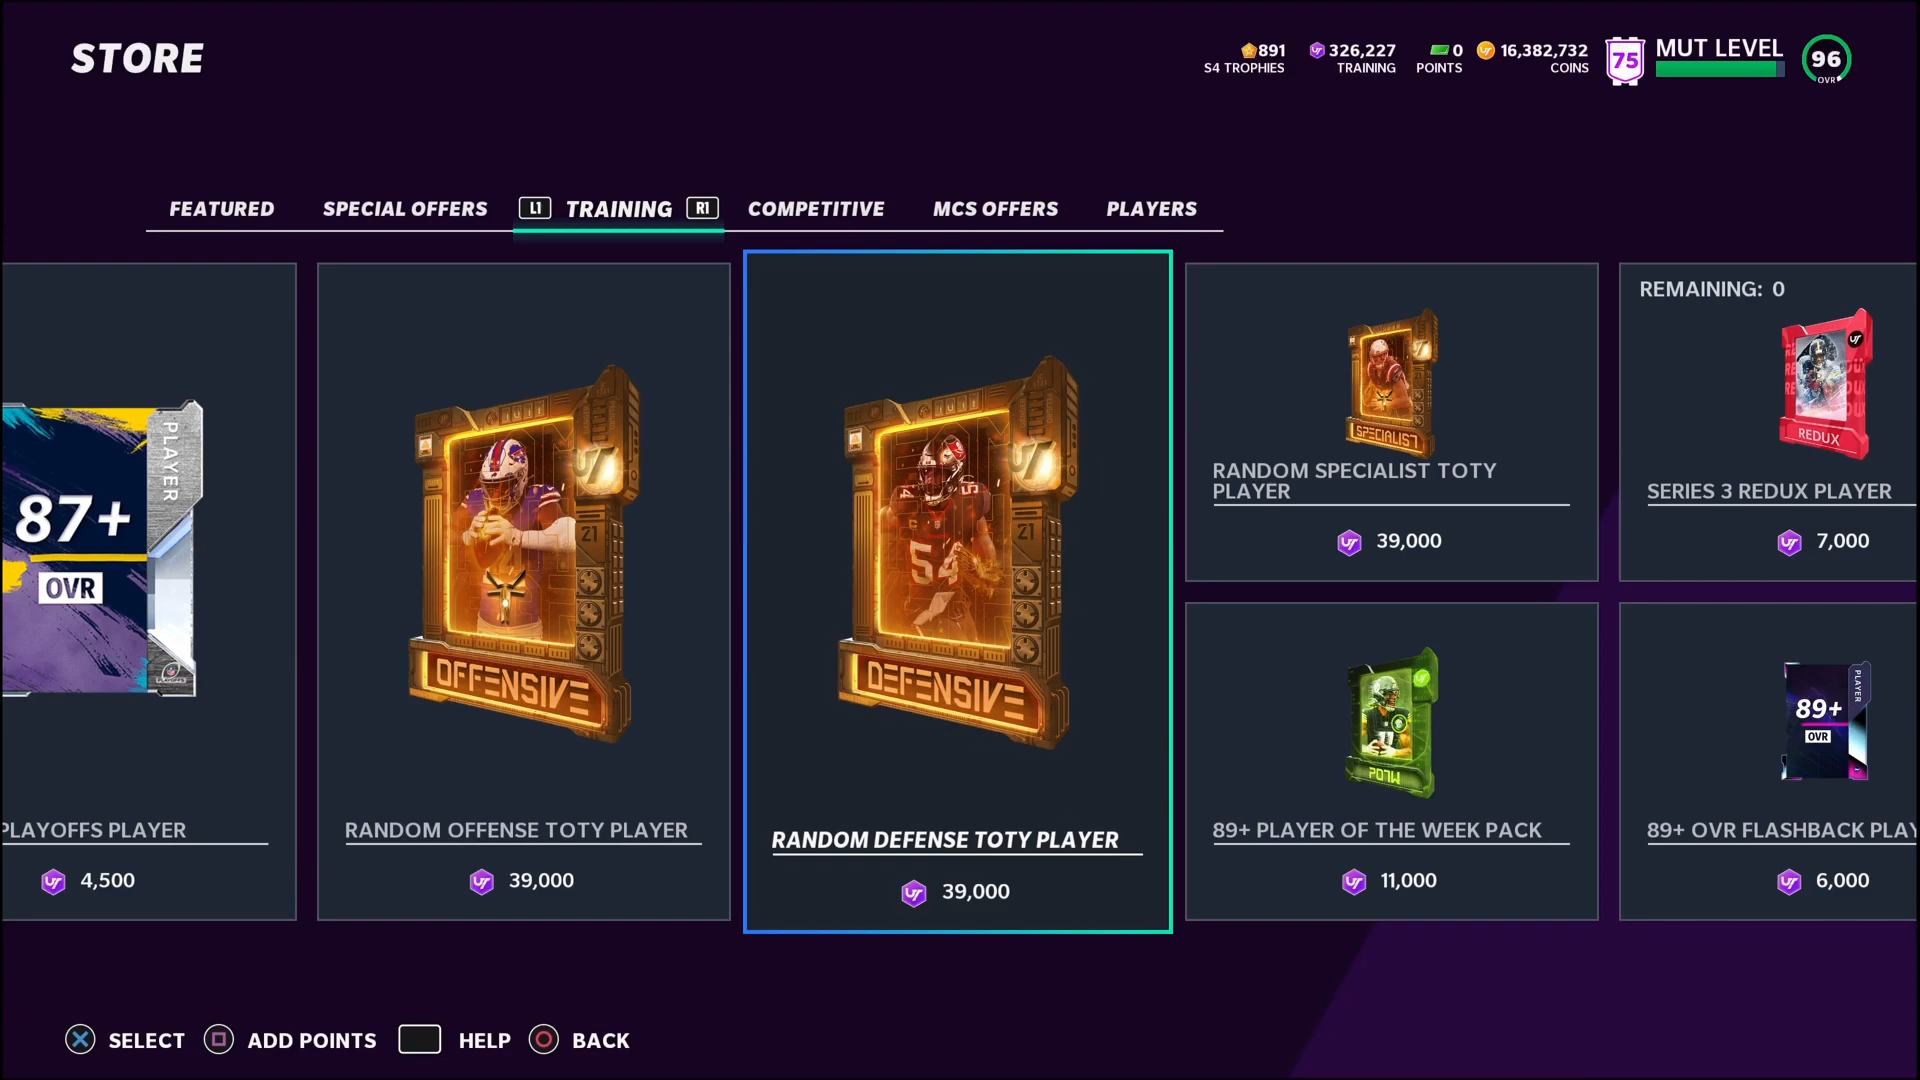 STORE
891
S4 TROPHIES
326,227
TRAINING
0
POINTS
16,382,732
COINS
75
MUT LEVEL
96
OVR
FEATURED
SPECIAL OFFERS
L1
TRAINING
R1
COMPETITIVE
MCS OFFERS
PLAYERS
PLAYER
87+
OVR
PLAYOFFS PLAYER
4,500
UT
21
OFFENSIVE
RANDOM OFFENSE TOTY PLAYER
39,000
UT
21
54
DEFENSIVE
RANDOM DEFENSE TOTY PLAYER
39,000
SPECIALIST
RANDOM SPECIALIST TOTY
PLAYER
39,000
REMAINING: 0
UT
REDUX
SERIES 3 REDUX PLAYER
7,000
POTW
89+ PLAYER OF THE WEEK PACK
11,000
PLAYER
89+
OVR
89+ OVR FLASHBACK PLAY
6,000
SELECT
ADD POINTS
HELP
BACK